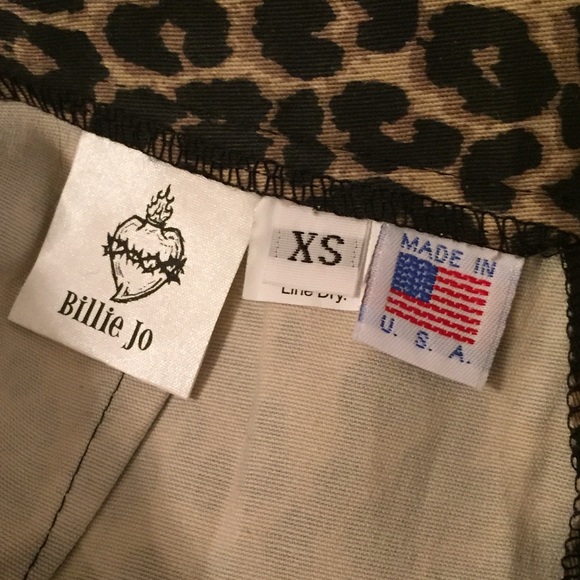 Billie Jo
XS
Line Dry.
MADE IN
U. S. A.